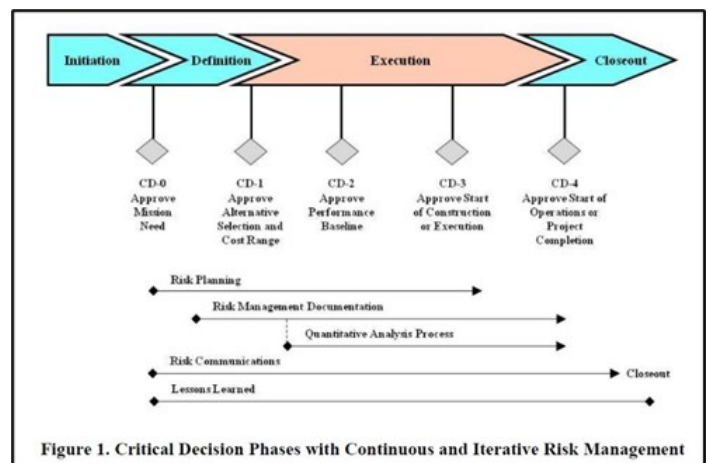 Initiation
Definition
Execution
Closeout
CD-0
Approve
Mission
Need
CD-1
Approve
Alternative
Selection and
Cost Range
CD-2
Approve
Performance
Baseline
CD-3
Approve Start
of Construction
or Execution
CD-4
Approve Start of
Operations or
Project
Completion
Risk Planning
Risk Management Documentation
Quantitative Analysis Process
Risk Communications
Closeout
Lessons Learned
Figure 1. Critical Decision Phases with Continuous and Iterative Risk Management